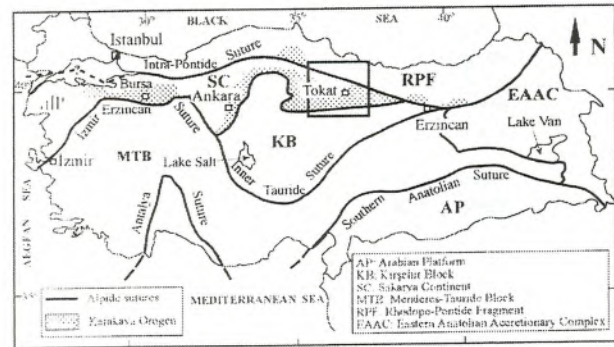 30°
BLACK
35°
SEA
40°
N
Istanbul
Intra-Pontide
Suture
Bursa
SC
Ankara
Tokat
RPF
EAAC
Erzincan
Izmir
Suture
Erzincan
Lake Van
Izmir
MTB
Lake Salt
KB
Inner
Tauride
Suture
Antalya
Suture
Southern
Anatolian
Suture
AP
AEGEAN SEA
MEDITERRANEAN SEA
Alpide sutures
Karakaya Orogen
AP: Arabian Platform
KB: Kırşehir Block
SC: Sakarya Continent
MTB: Menderes-Tauride Block
RPF: Rhodope-Pontide Fragment
EAAC: Eastern Anatolian Accretionary Complex